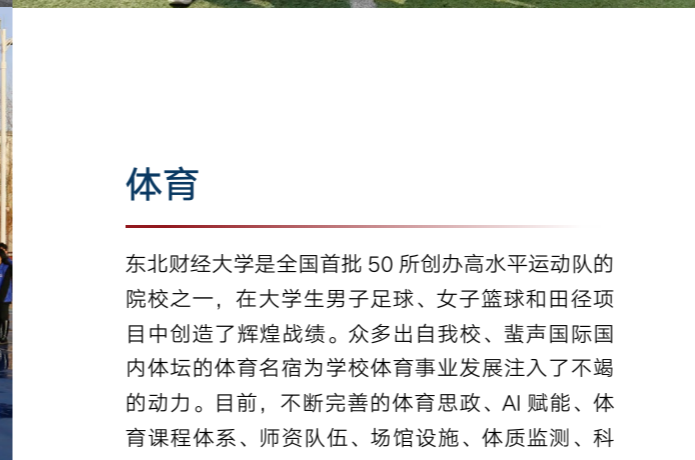 体育
东北财经大学是全国首批 50 所创办高水平运动队的
院校之一，在大学生男子足球、女子篮球和田径项
目中创造了辉煌战绩。众多出自我校、蜚声国际国
内体坛的体育名宿为学校体育事业发展注入了不竭
的动力。目前，不断完善的体育思政、AI 赋能、体
育课程体系、师资队伍、场馆设施、体质监测、科